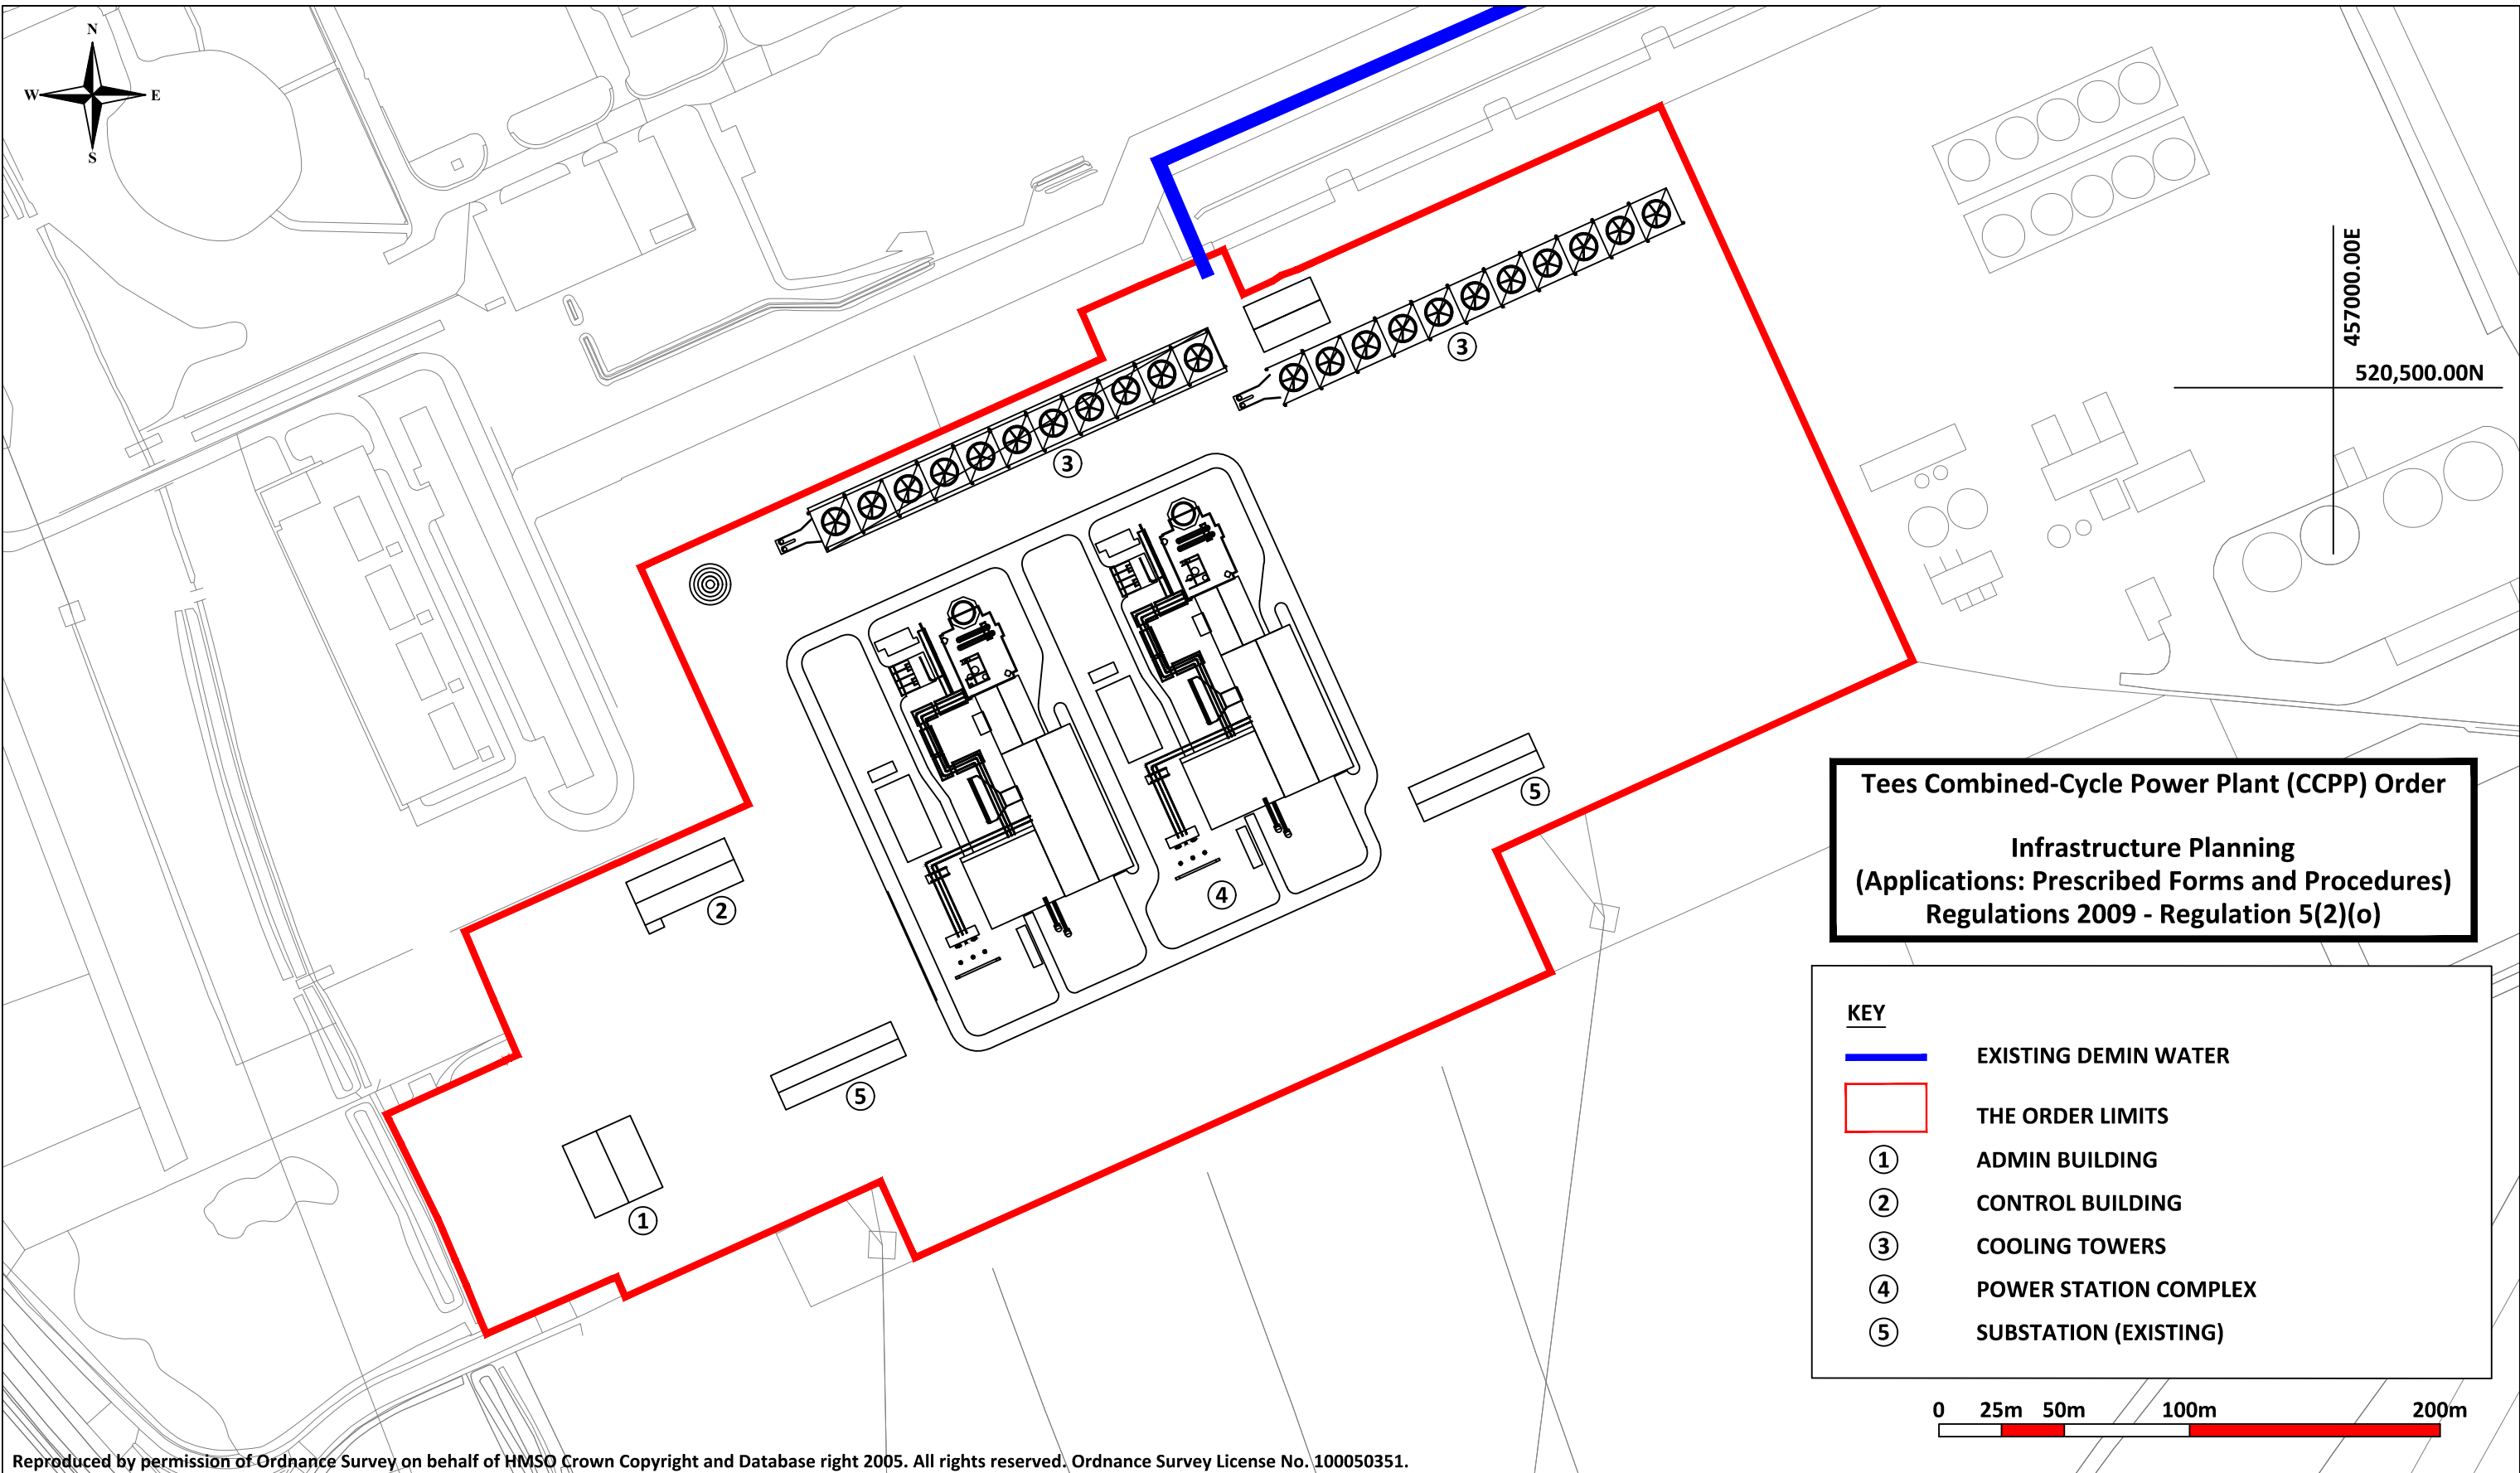 N
W E
S
457000.00E
520,500.00N
3
3
5
4
2
5
1
Tees Combined-Cycle Power Plant (CCPP) Order
Infrastructure Planning
(Applications: Prescribed Forms and Procedures)
Regulations 2009 - Regulation 5(2)(o)
KEY
EXISTING DEMIN WATER
THE ORDER LIMITS
1 ADMIN BUILDING
2 CONTROL BUILDING
3 COOLING TOWERS
4 POWER STATION COMPLEX
5 SUBSTATION (EXISTING)
0 25m 50m 100m 200m
Reproduced by permission of Ordnance Survey on behalf of HMSO Crown Copyright and Database right 2005. All rights reserved. Ordnance Survey License No. 100050351.